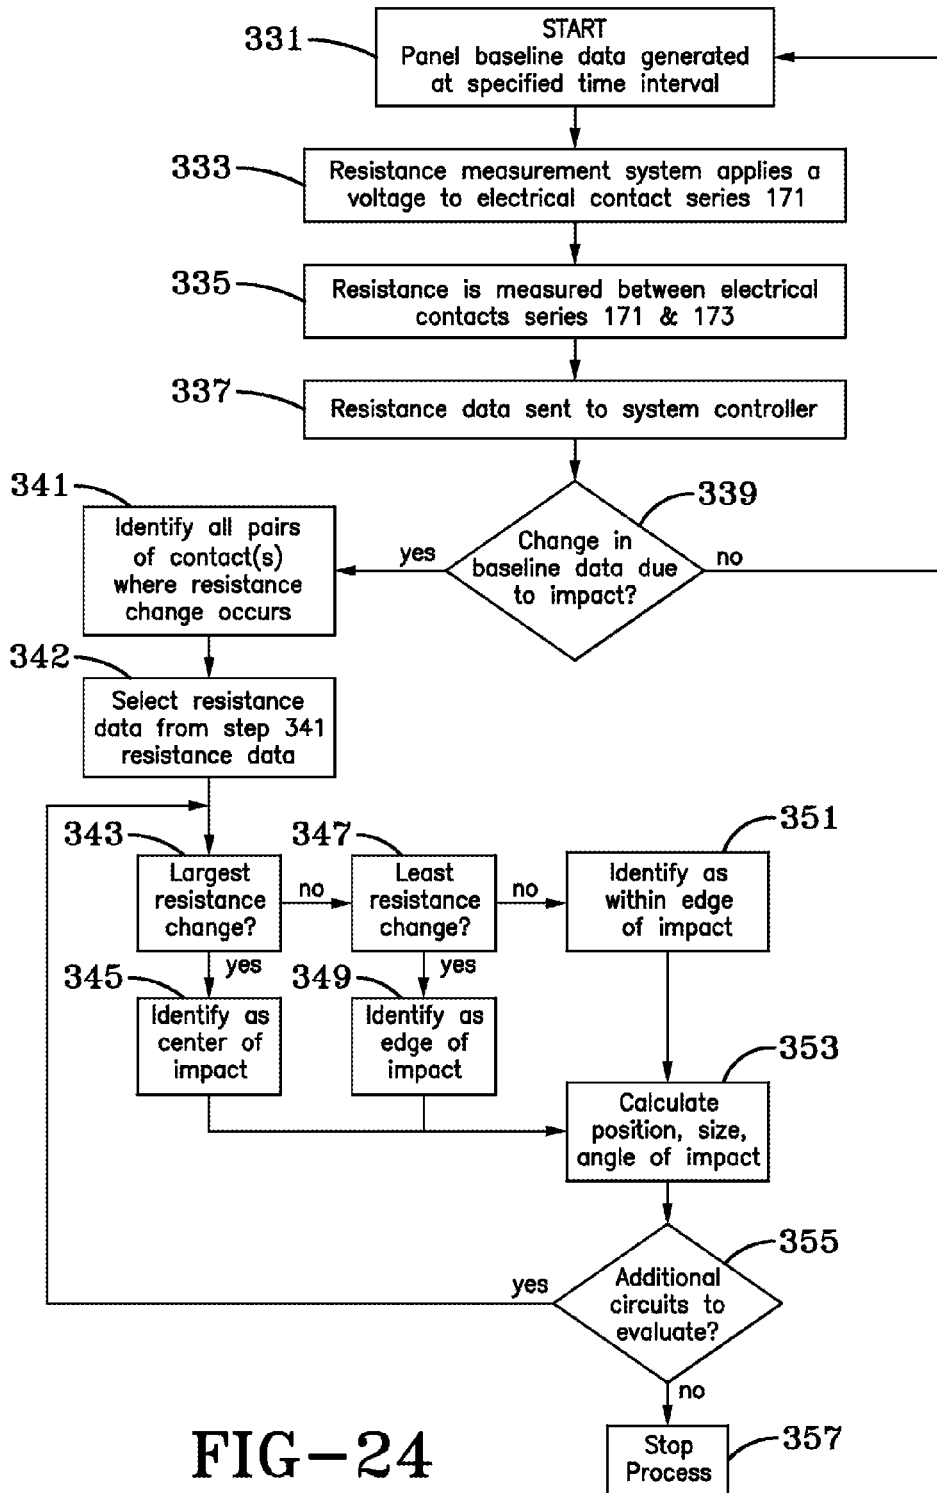 331
START
Panel baseline data generated
at specified time interval
333
Resistance measurement system applies a
voltage to electrical contact series 171
335
Resistance is measured between electrical
contacts series 171 & 173
337
Resistance data sent to system controller
339
Change in
baseline data due
to impact?
yes
no
341
Identify all pairs
of contact(s)
where resistance
change occurs
342
Select resistance
data from step 341
resistance data
343
Largest
resistance
change?
no
yes
347
Least
resistance
change?
no
yes
351
Identify as
within edge
of impact
345
Identify as
center of
impact
349
Identify as
edge of
impact
353
Calculate
position, size,
angle of impact
355
Additional
circuits to
evaluate?
yes
no
357
Stop
Process
FIG-24